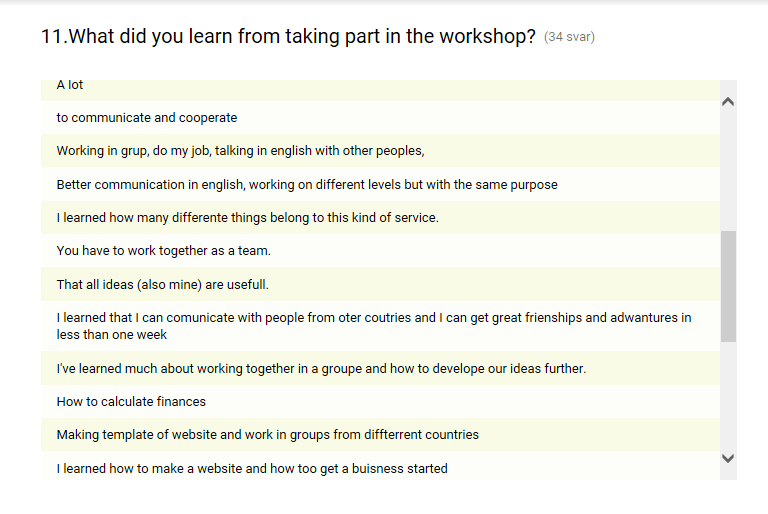 11.What did you learn from taking part in the workshop? (34 svar)
A lot
to communicate and cooperate
Working in grup, do my job, talking in english with other peoples,
Better communication in english, working on different levels but with the same purpose
I learned how many differente things belong to this kind of service.
You have to work together as a team.
That all ideas (also mine) are usefull.
I learned that I can comunicate with people from oter coutries and I can get great frienships and adwantures in
less than one week
I've learned much about working together in a groupe and how to develope our ideas further.
How to calculate finances
Making template of website and work in groups from diffterrent countries
I learned how to make a website and how too get a buisness started